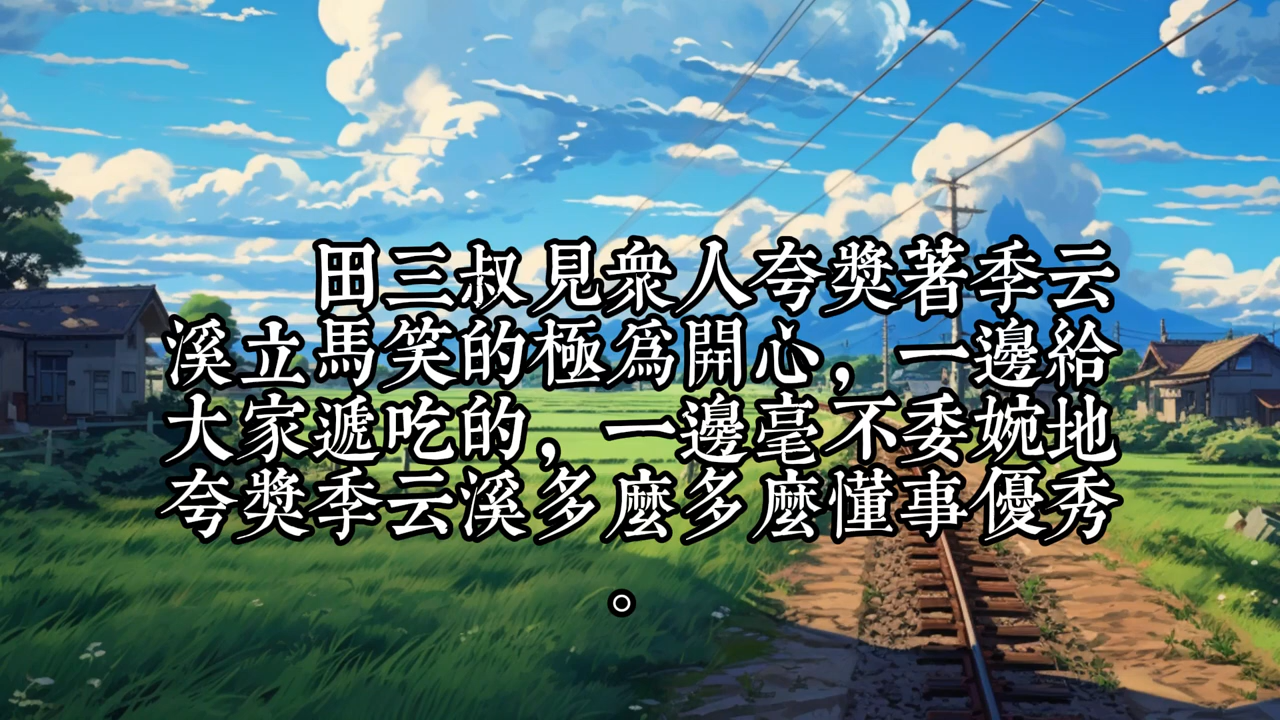 田三叔見衆人夸獎著季云
溪立馬笑的極爲開心，一邊給
大家遞吃的，一邊毫不委婉地
夸獎季云溪多麼多麼懂事優秀
。